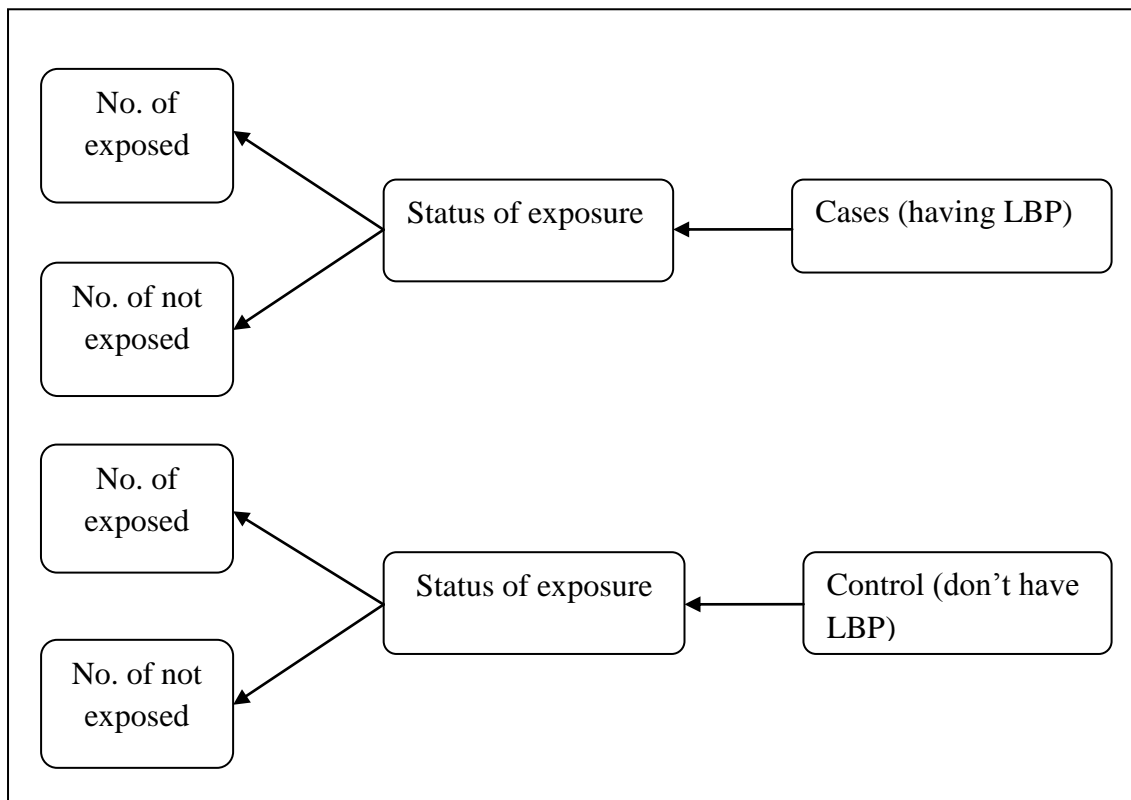 No. of
exposed
Status of exposure
Cases (having LBP)
No. of not
exposed
No. of
exposed
Status of exposure
Control (don’t have
LBP)
No. of not
exposed